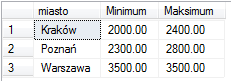 miasto Minimum Maksimum
1 Kraków 2000.00 2400.00
2 Poznań 2300.00 2800.00
3 Warszawa 3500.00 3500.00